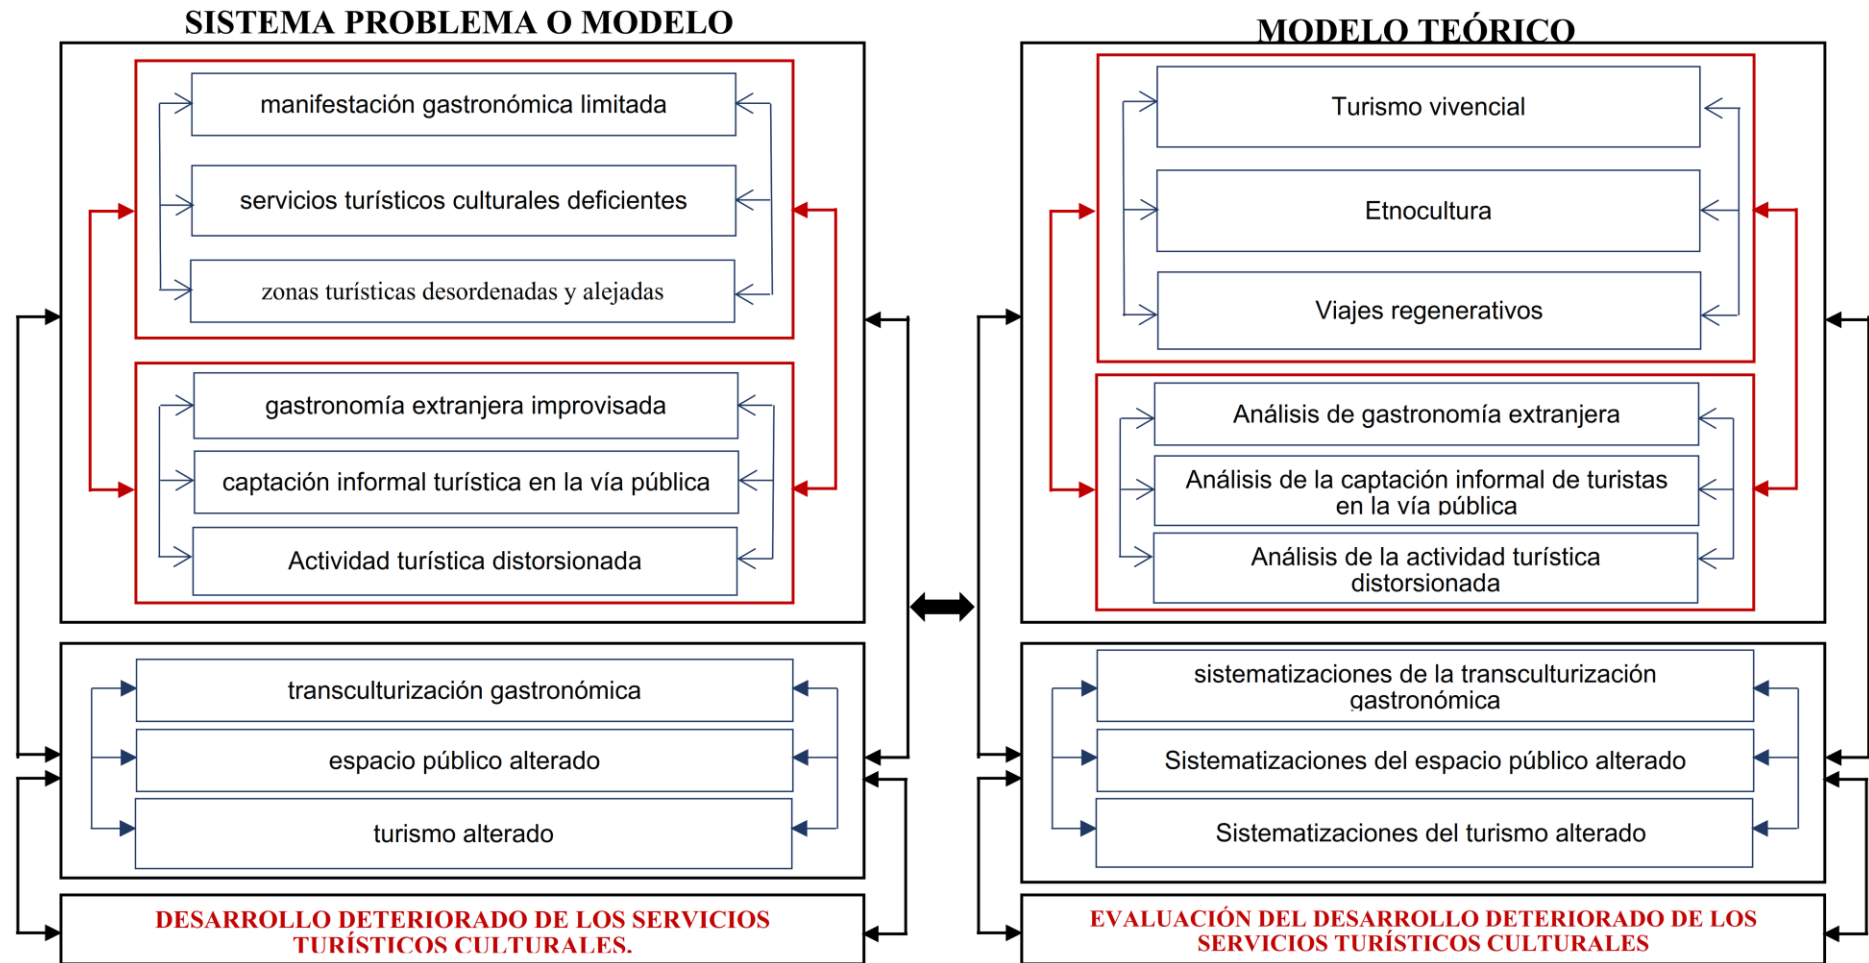 SISTEMA PROBLEMA O MODELO
manifestación gastronómica limitada
servicios turísticos culturales deficientes
zonas turísticas desordenadas y alejadas
gastronomía extranjera improvisada
captación informal turística en la vía pública
Actividad turística distorsionada
transculturización gastronómica
espacio público alterado
turismo alterado
DESARROLLO DETERIORADO DE LOS SERVICIOS
TURÍSTICOS CULTURALES.
MODELO TEÓRICO
Turismo vivencial
Etnocultura
Viajes regenerativos
Análisis de gastronomía extranjera
Análisis de la captación informal de turistas
en la vía pública
Análisis de la actividad turística
distorsionada
sistematizaciones de la transculturización
gastronómica
Sistematizaciones del espacio público alterado
Sistematizaciones del turismo alterado
EVALUACIÓN DEL DESARROLLO DETERIORADO DE LOS
SERVICIOS TURÍSTICOS CULTURALES